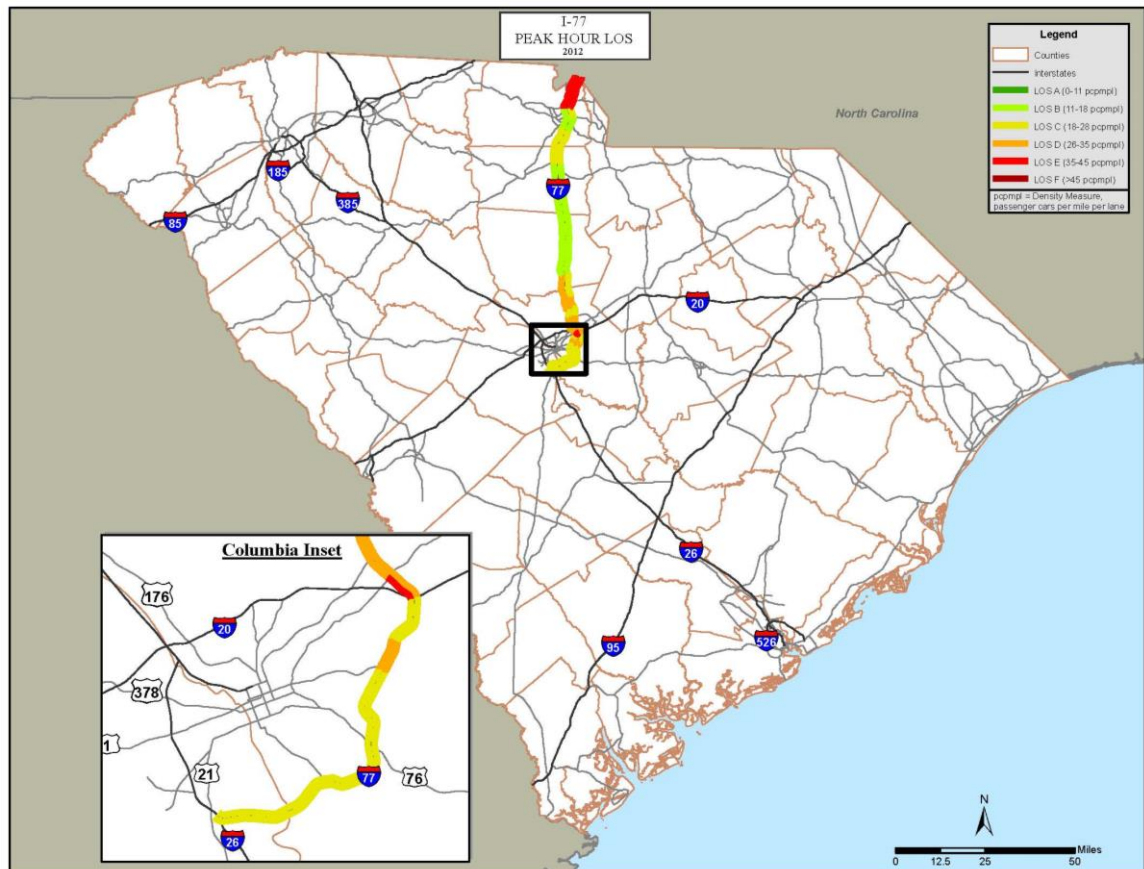 I-77
PEAK HOUR LOS
2012
Legend
Counties
Interstates
LOS A (0-11 pcpmpl)
LOS B (11-18 pcpmpl)
LOS C (18-28 pcpmpl)
LOS D (26-35 pcpmpl)
LOS E (35-45 pcpmpl)
LOS F (>45 pcpmpl)
pcpmpl = Density Measure,
passenger cars per mile per lane
North Carolina
185
77
385
85
20
26
95
526
Columbia Inset
176
20
378
1
21
77
76
26
N
Miles
0 12.5 25 50